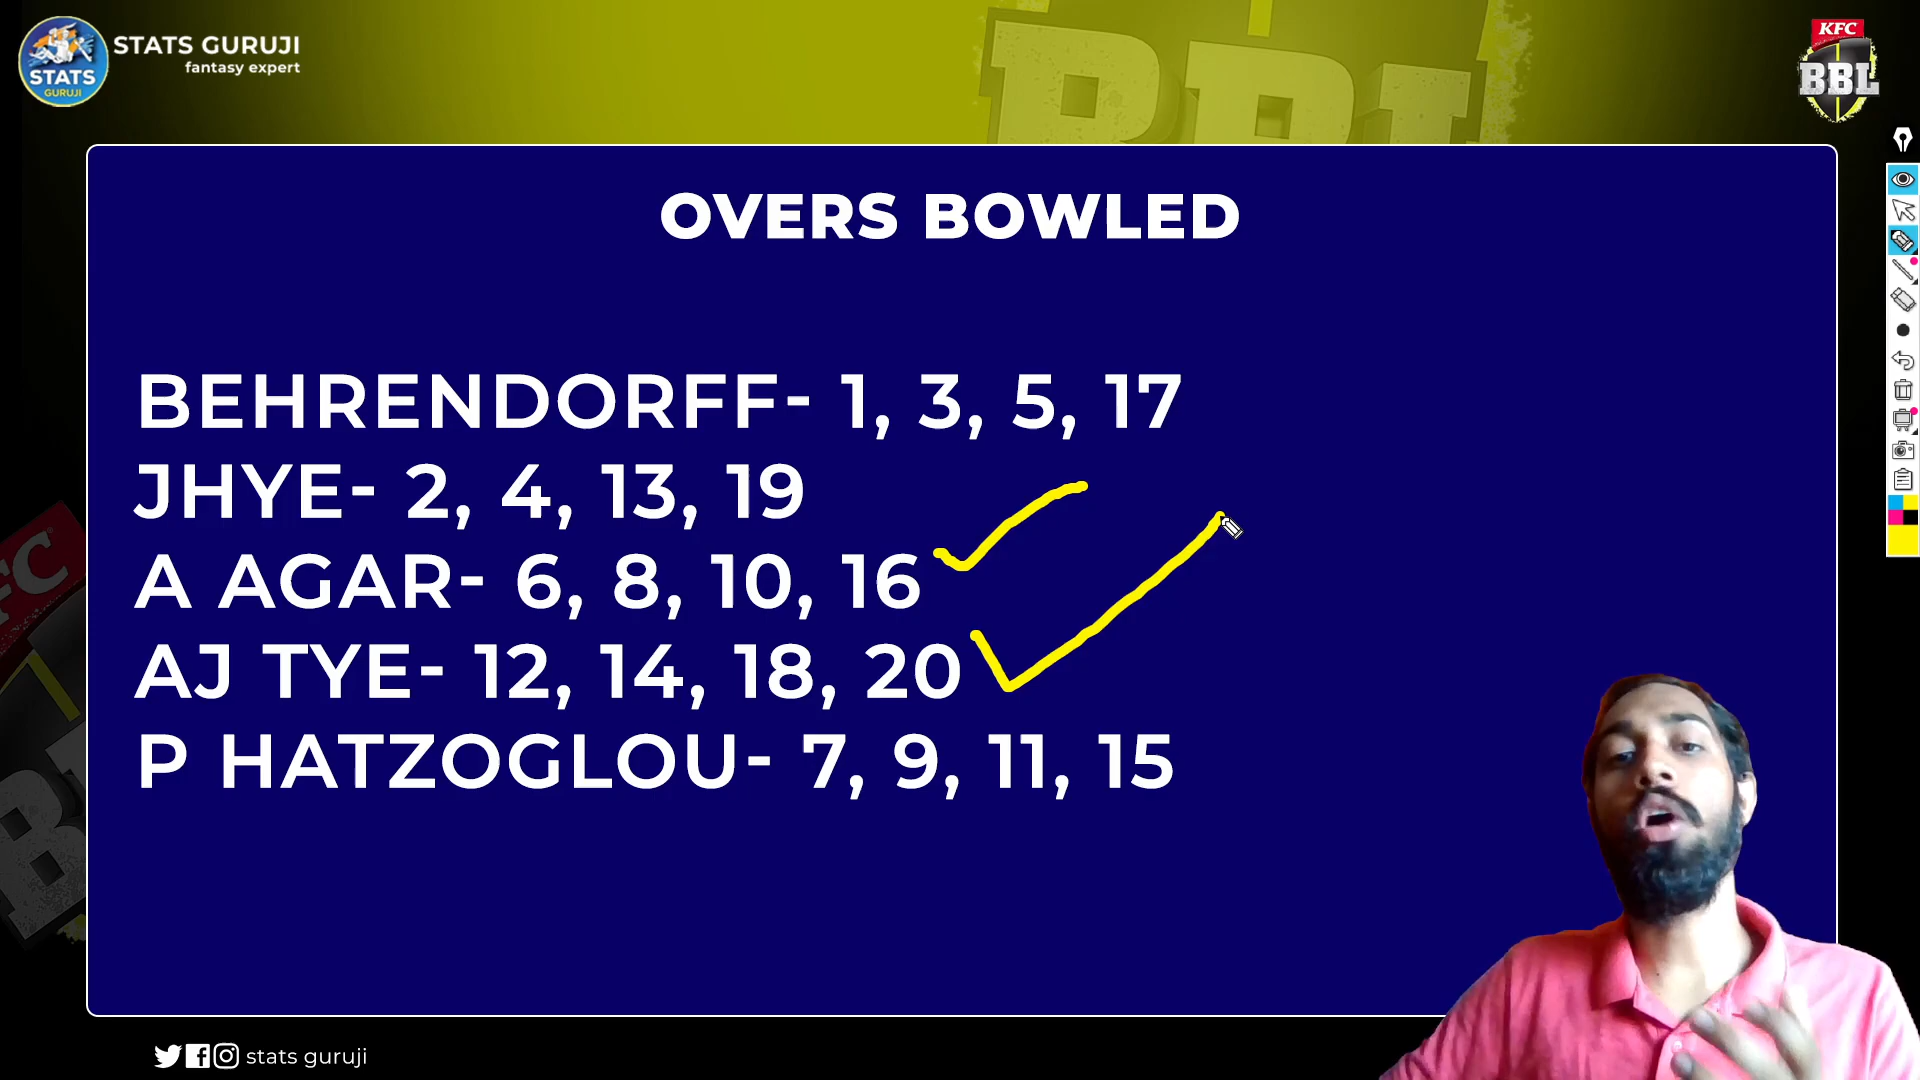 STATS GURUJI
fantasy expert
STATS
GURUJI
KFC
BBL
BBL
OVERS BOWLED
BEHRENDORFF- 1, 3, 5, 17
JHYE- 2, 4, 13, 19
A AGAR- 6, 8, 10, 16
AJ TYE- 12, 14, 18, 20
P HATZOGLOU- 7, 9, 11, 15
stats guruji